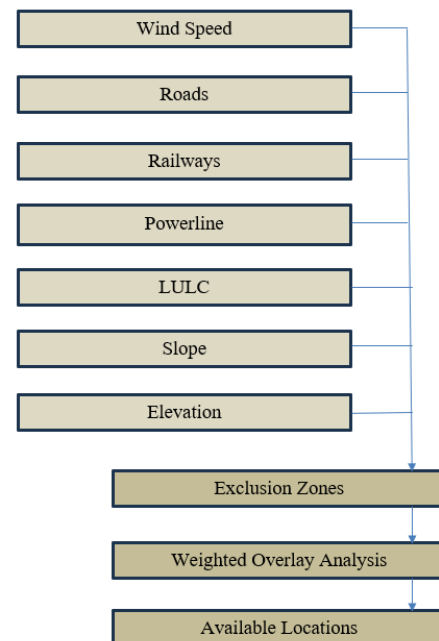 Wind Speed
Roads
Railways
Powerline
LULC
Slope
Elevation
Exclusion Zones
Weighted Overlay Analysis
Available Locations